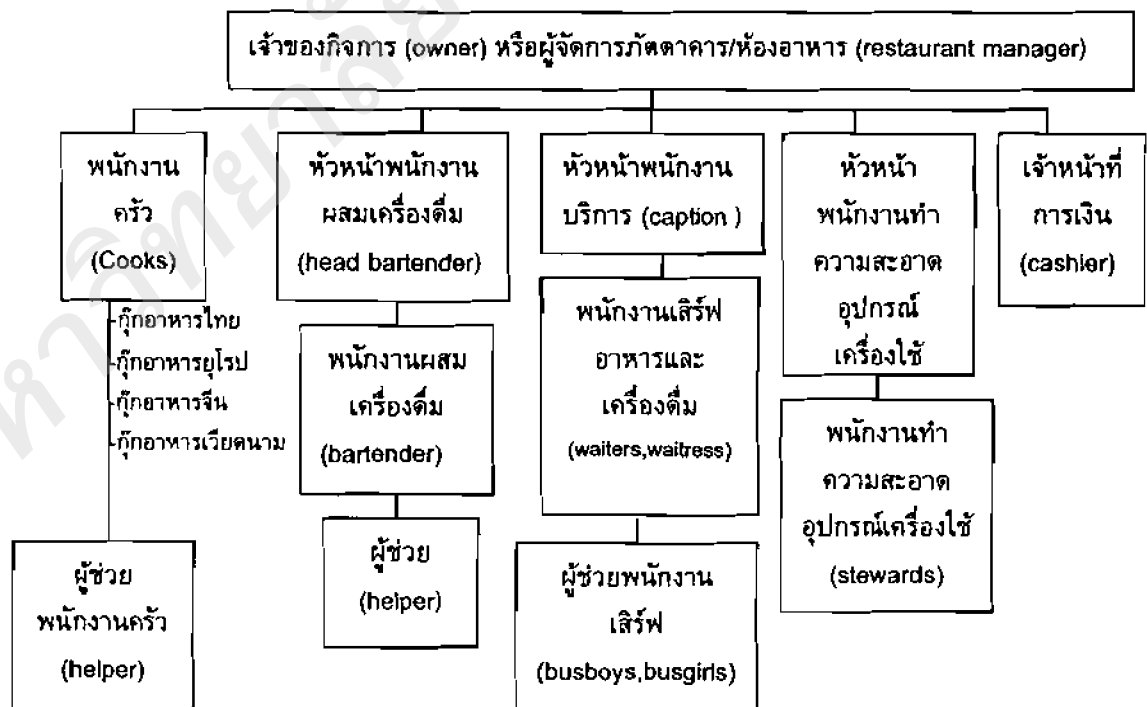 เจ้าของกิจการ (owner) หรือผู้จัดการภัตตาคาร/ห้องอาหาร (restaurant manager)
พนักงาน
ครัว
(Cooks)
-กุ๊กอาหารไทย
-กุ๊กอาหารยุโรป
-กุ๊กอาหารจีน
-กุ๊กอาหารเวียดนาม
ผู้ช่วย
พนักงานครัว
(helper)
หัวหน้าพนักงาน
ผสมเครื่องดื่ม
(head bartender)
พนักงานผสม
เครื่องดื่ม
(bartender)
ผู้ช่วย
(helper)
หัวหน้าพนักงาน
บริการ (caption )
พนักงานเสิร์ฟ
อาหารและ
เครื่องดื่ม
(waiters,waitress)
ผู้ช่วยพนักงาน
เสิร์ฟ
(busboys,busgirls)
หัวหน้า
พนักงานทำ
ความสะอาด
อุปกรณ์
เครื่องใช้
พนักงานทำ
ความสะอาด
อุปกรณ์เครื่องใช้
(stewards)
เจ้าหน้าที่
การเงิน
(cashier)